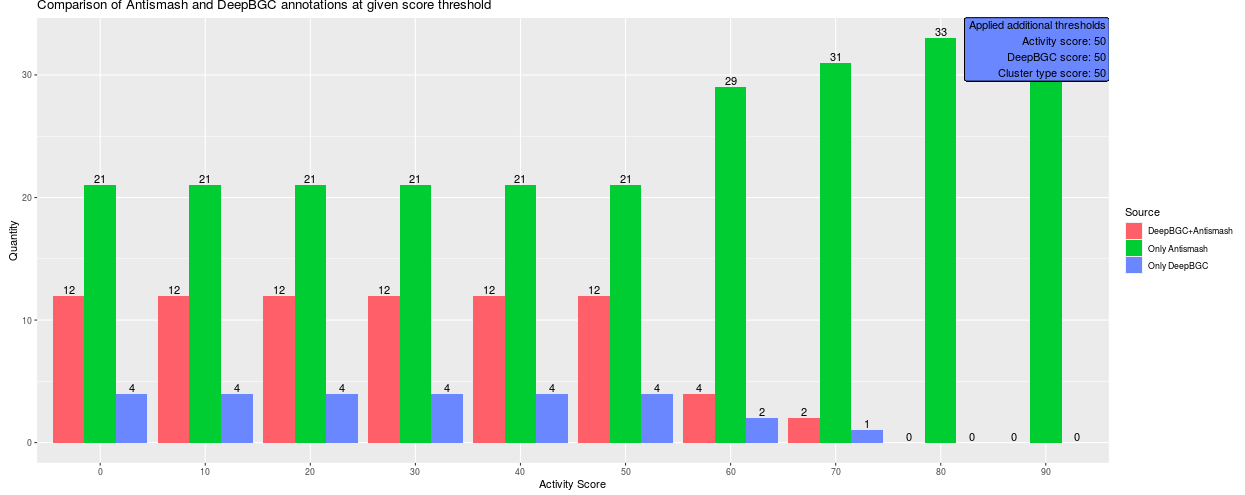 Comparison of Antismash and DeepBGC annotations at given score threshold
Applied additional thresholds
Activity score: 50
DeepBGC score: 50
Cluster type score: 50
33
31
29
21 21 21 21 21 21
12 12 12 12 12 12
4 4 4 4 4 4 4 2 2 1 0 0 0 0
30
20
10
0
Quantity
0 10 20 30 40 50 60 70 80 90
Activity Score
Source
DeepBGC+Antismash
Only Antismash
Only DeepBGC